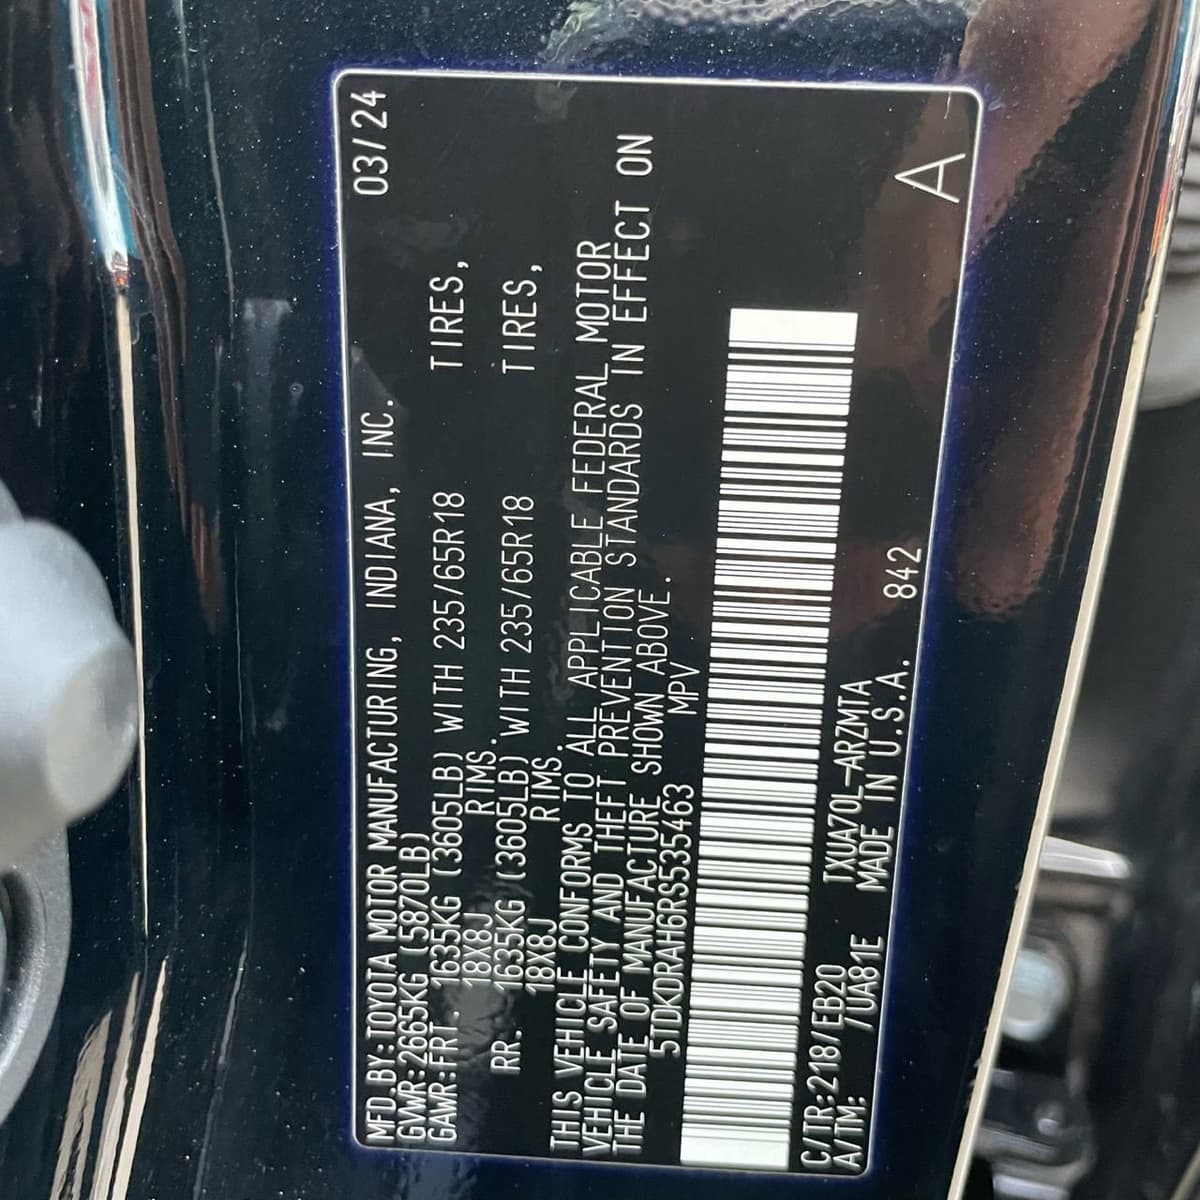 MFD.BY:TOYOTA MOTOR MANUFACTURING, INDIANA, INC. 03/24
GVWR:2665KG (5870LB)
GAWR:FRT. 1635KG (3605LB) WITH 235/65R18 TIRES,
18X8J RIMS.
RR. 1635KG (3605LB) WITH 235/65R18 TIRES,
18X8J RIMS.
THIS VEHICLE CONFORMS TO ALL APPLICABLE FEDERAL MOTOR
VEHICLE SAFETY AND THEFT PREVENTION STANDARDS IN EFFECT ON
THE DATE OF MANUFACTURE SHOWN ABOVE.
5TDKDRAH6RS535463 MPV
C/TR:218/EB20 TXUA70L-ARZMTA
A/TM: /UA81E MADE IN U.S.A. 842 A